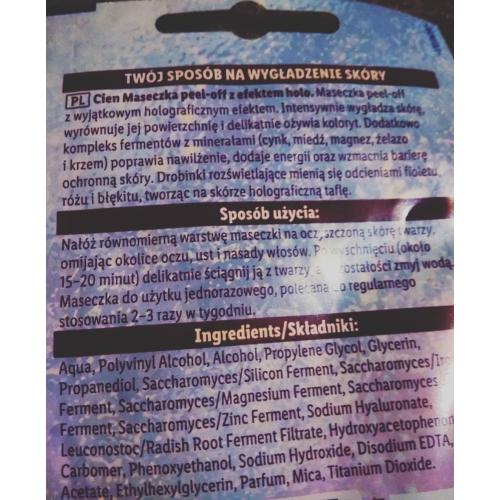 TWÓJ SPOSÓB NA WYGŁADZENIE SKÓRY
PL Cien Maseczka peel-off z efektem holo. Maseczka peel-off
z wyjątkowym holograficznym efektem. Intensywnie wygładza skórę,
wyrównuje jej powierzchnię i delikatnie ożywia koloryt. Dodatkowo
kompleks fermentów z minerałami (cynk, miedź, magnez, żelazo
i krzem) poprawia nawilżenie, dodaje energii oraz wzmacnia barierę
ochronną skóry. Drobinki rozświetlające mienią się odcieniami fioletu,
różu i błękitu, tworząc na skórze holograficzną taflę.
Sposób użycia:
Nałóż równomierną warstwę maseczki na oczyszczoną skórę twarzy,
omijając okolice oczu, ust i nasady włosów. Po wyschnięciu (około
15-20 minut) delikatnie ściągnij ją z twarzy, a pozostałości zmyj wodą.
Maseczka do użytku jednorazowego, polecana do regularnego
stosowania 2-3 razy w tygodniu.
Ingredients/Składniki:
Aqua, Polyvinyl Alcohol, Alcohol, Propylene Glycol, Glycerin,
Propanediol, Saccharomyces/Silicon Ferment, Saccharomyces/Iron
Ferment, Saccharomyces/Magnesium Ferment, Saccharomyces
Ferment, Saccharomyces/Zinc Ferment, Sodium Hyaluronate,
Leuconostoc/Radish Root Ferment Filtrate, Hydroxyacetophenon
Carbomer, Phenoxyethanol, Sodium Hydroxide, Disodium EDTA,
Acetate, Ethylhexylglycerin, Parfum, Mica, Titanium Dioxide.